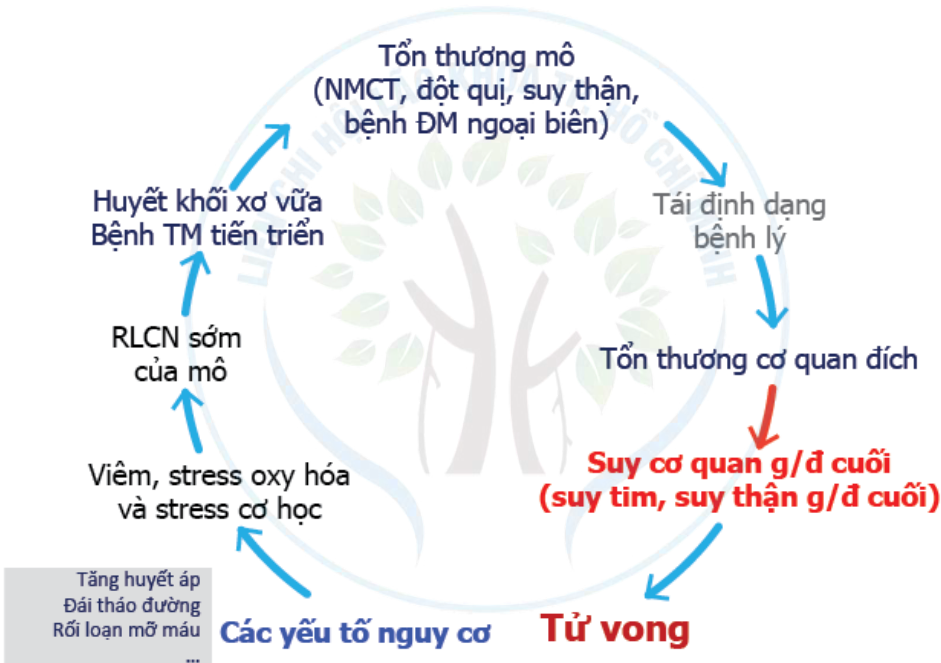 Tổn thương mô
(NMCT, đột quị, suy thận,
bệnh ĐM ngoại biên)
Tái định dạng
bệnh lý
Tổn thương cơ quan đích
Suy cơ quan g/đ cuối
(suy tim, suy thận g/đ cuối)
Tử vong
Huyết khối xơ vữa
Bệnh TM tiến triển
RLCN sớm
của mô
Viêm, stress oxy hóa
và stress cơ học
Tăng huyết áp
Đái tháo đường
Rối loạn mỡ máu
...
Các yếu tố nguy cơ